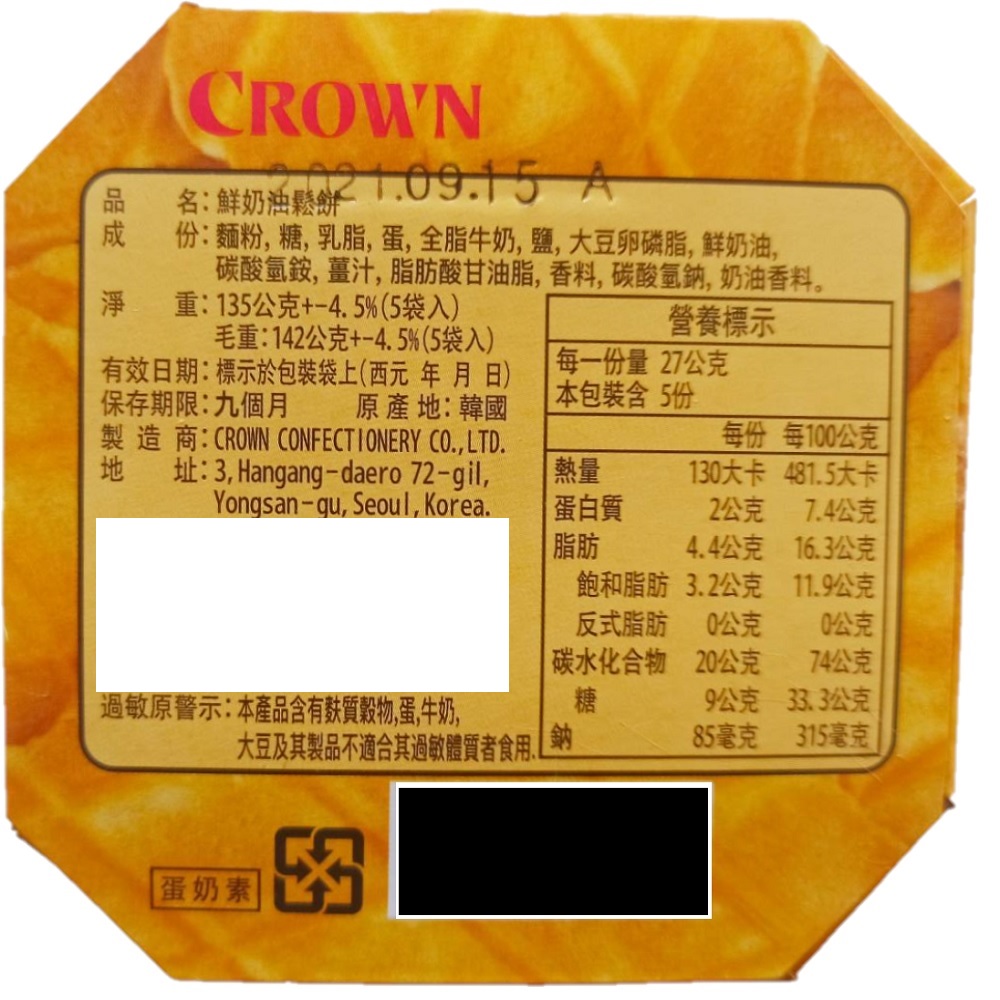 CROWN
2021.09.15 A
品 名：鮮奶油鬆餅
成 份：麵粉, 糖, 乳脂, 蛋, 全脂牛奶, 鹽, 大豆卵磷脂, 鮮奶油,
碳酸氫銨, 薑汁, 脂肪酸甘油脂, 香料, 碳酸氫鈉, 奶油香料。
淨 重：135公克+-4.5%(5袋入)
毛重：142公克+-4.5%(5袋入)
有效日期：標示於包裝袋上(西元 年 月 日)
保存期限：九個月 原 產 地：韓國
製 造 商：CROWN CONFECTIONERY CO.,LTD.
地 址：3, Hangang-daero 72-gil,
Yongsan-gu, Seoul, Korea.
過敏原警示：本產品含有麩質穀物,蛋,牛奶,
大豆及其製品不適合其過敏體質者食用.
營養標示
每一份量 27公克
本包裝含 5份
每份 每100公克
熱量 130大卡 481.5大卡
蛋白質 2公克 7.4公克
脂肪 4.4公克 16.3公克
飽和脂肪 3.2公克 11.9公克
反式脂肪 0公克 0公克
碳水化合物 20公克 74公克
糖 9公克 33.3公克
鈉 85毫克 315毫克
蛋奶素